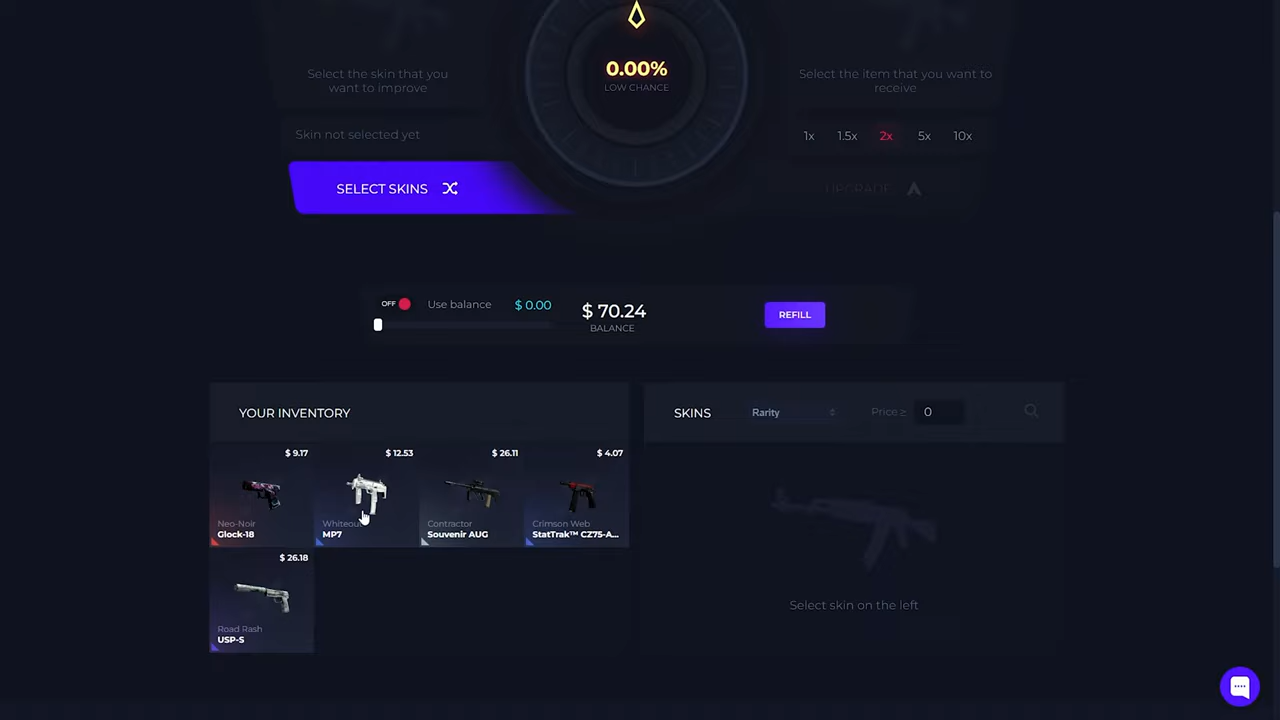 0.00%
LOW CHANCE
Select the skin that you
want to improve
Select the item that you want to
receive
Skin not selected yet
1x 1.5x 2x 5x 10x
SELECT SKINS
UPGRADE
OFF Use balance $ 0.00
$ 70.24
BALANCE
REFILL
YOUR INVENTORY
SKINS Rarity Price ≥ 0
$ 9.17
Neo-Noir
Glock-18
$ 12.53
Whiteout
MP7
$ 26.11
Contractor
Souvenir AUG
$ 4.07
Crimson Web
StatTrak™ CZ75-A...
$ 26.18
Road Rash
USP-S
Select skin on the left